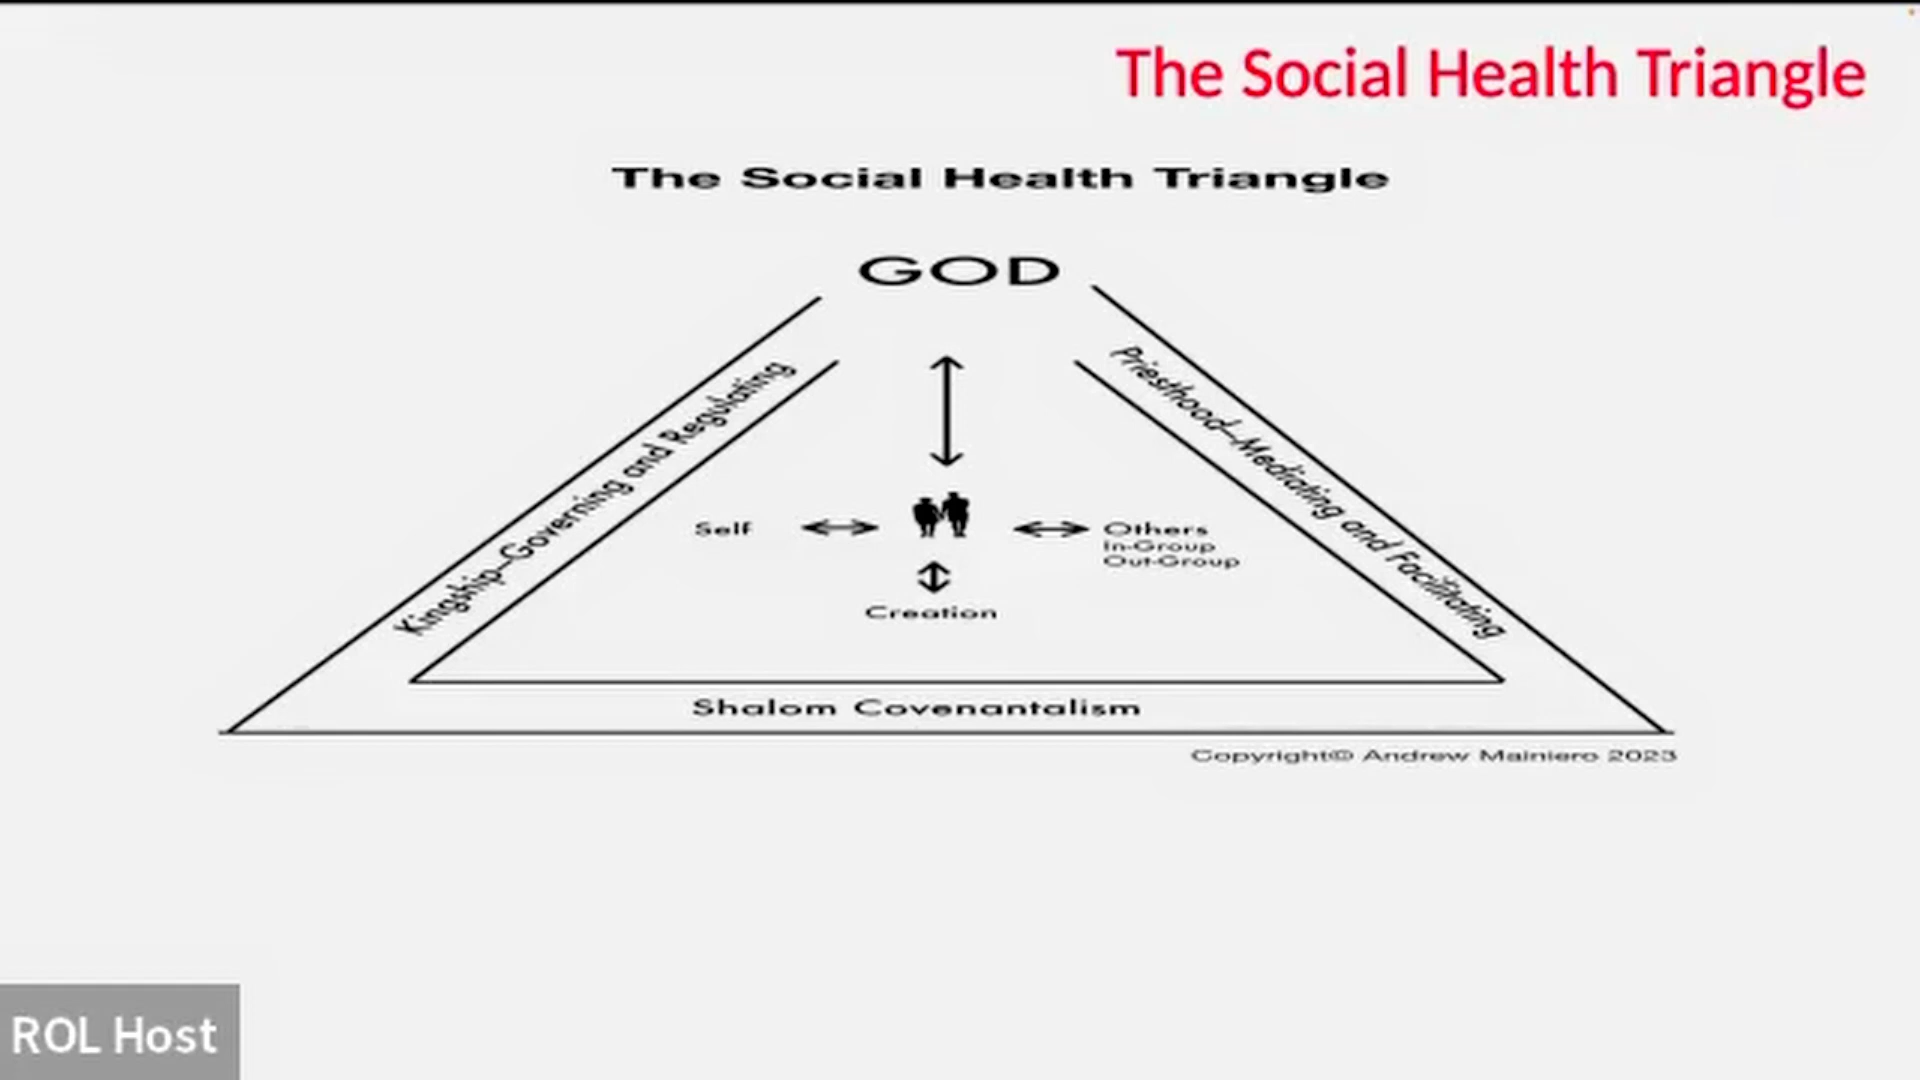 The Social Health Triangle
The Social Health Triangle
GOD
Kingship–Governing and Regulating
Priesthood–Mediating and Facilitating
Self
Others
In-Group
Out-Group
Creation
Shalom Covenantalism
Copyright© Andrew Mainiero 2023
ROL Host